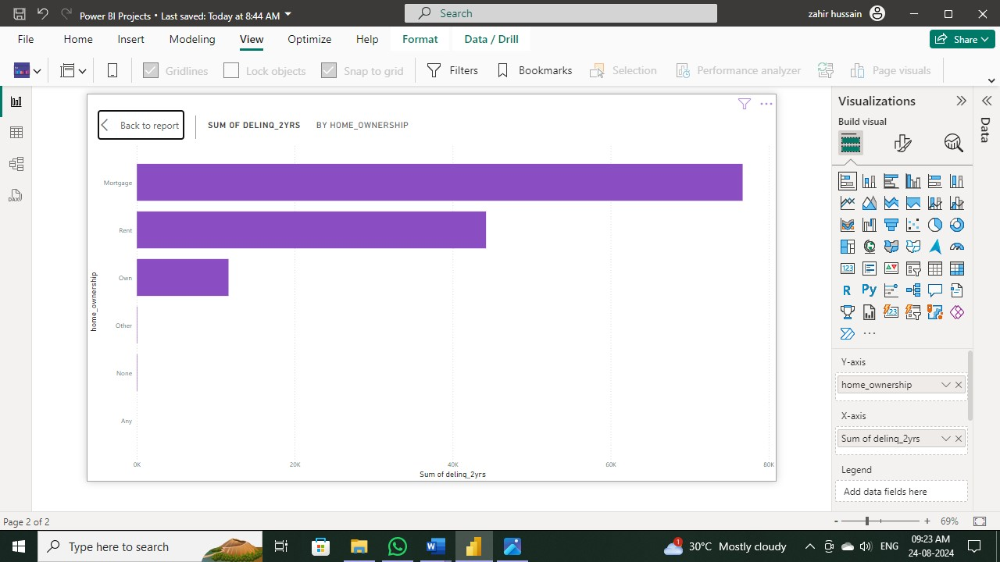 Power BI Projects • Last saved: Today at 8:44 AM
Search
zahir hussain
File Home Insert Modeling View Optimize Help Format Data / Drill
Share
Gridlines Lock objects Snap to grid Filters Bookmarks Selection Performance analyzer Page visuals
Back to report
SUM OF DELINQ_2YRS BY HOME_OWNERSHIP
home_ownership
Mortgage
Rent
Own
Other
None
Any
0K 20K 40K 60K 80K
Sum of delinq_2yrs
Visualizations
Build visual
123
R Py
123
Y-axis
home_ownership
X-axis
Sum of delinq_2yrs
Legend
Add data fields here
Data
DAX
Page 2 of 2
- + 69%
Type here to search
1
30°C Mostly cloudy
ENG
09:23 AM
24-08-2024